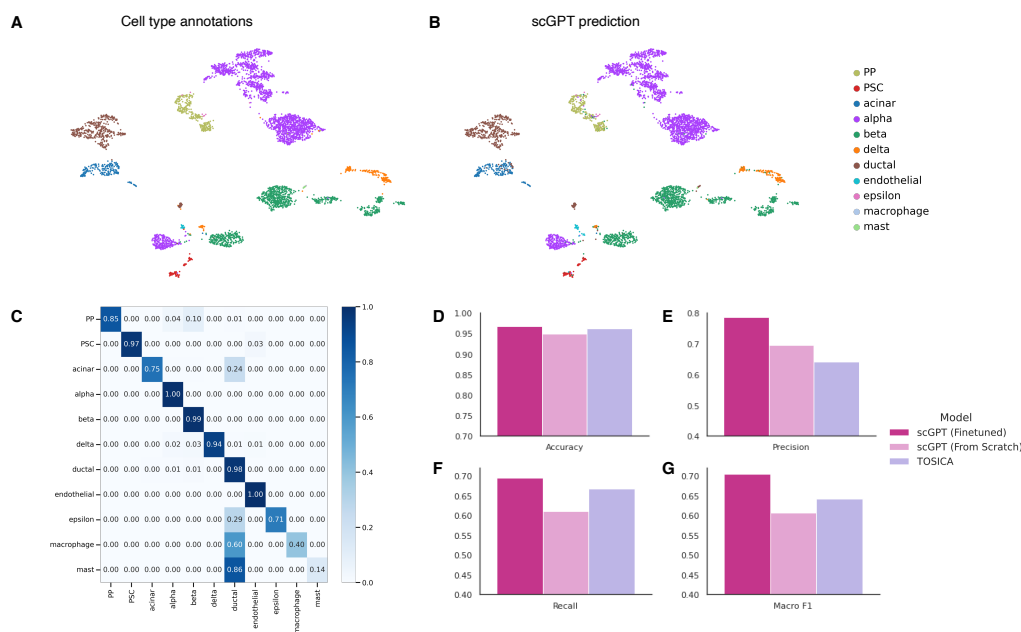 A
Cell type annotations
B
scGPT prediction
PP
PSC
acinar
alpha
beta
delta
ductal
endothelial
epsilon
macrophage
mast
C
PP 0.85 0.00 0.00 0.04 0.10 0.00 0.01 0.00 0.00 0.00 0.00
PSC 0.00 0.97 0.00 0.00 0.00 0.00 0.00 0.03 0.00 0.00 0.00
acinar 0.00 0.00 0.75 0.00 0.00 0.00 0.24 0.00 0.00 0.00 0.00
alpha 0.00 0.00 0.00 1.00 0.00 0.00 0.00 0.00 0.00 0.00 0.00
beta 0.00 0.00 0.00 0.00 0.99 0.00 0.00 0.00 0.00 0.00 0.00
delta 0.00 0.00 0.00 0.02 0.03 0.94 0.01 0.01 0.00 0.00 0.00
ductal 0.00 0.00 0.00 0.01 0.01 0.00 0.98 0.00 0.00 0.00 0.00
endothelial 0.00 0.00 0.00 0.00 0.00 0.00 0.00 1.00 0.00 0.00 0.00
epsilon 0.00 0.00 0.00 0.00 0.00 0.00 0.29 0.00 0.71 0.00 0.00
macrophage 0.00 0.00 0.00 0.00 0.00 0.00 0.60 0.00 0.00 0.40 0.00
mast 0.00 0.00 0.00 0.00 0.00 0.00 0.86 0.00 0.00 0.00 0.14
PP PSC acinar alpha beta delta ductal endothelial epsilon macrophage mast
1.0
0.8
0.6
0.4
0.2
0.0
D
1.00
0.95
0.90
0.85
0.80
0.75
0.70
Accuracy
E
0.8
0.7
0.6
0.5
0.4
Precision
F
0.70
0.65
0.60
0.55
0.50
0.45
0.40
Recall
G
0.70
0.65
0.60
0.55
0.50
0.45
0.40
Macro F1
Model
scGPT (Finetuned)
scGPT (From Scratch)
TOSICA